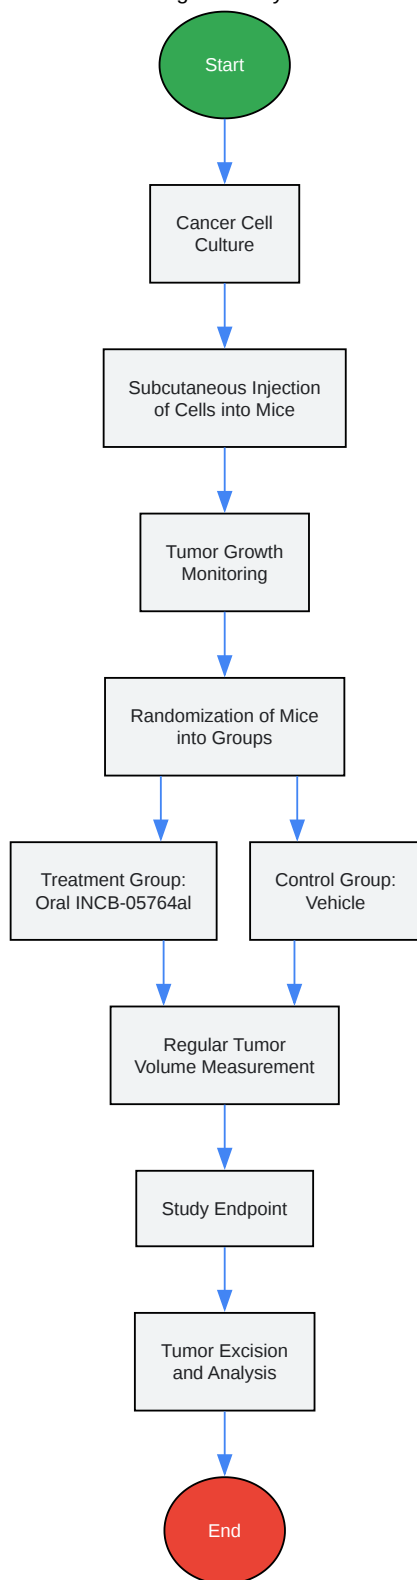 Start
Cancer Cell
Culture
Subcutaneous Injection
of Cells into Mice
Tumor Growth
Monitoring
Randomization of Mice
into Groups
Treatment Group:
Oral INCB-05764al
Control Group:
Vehicle
Regular Tumor
Volume Measurement
Study Endpoint
Tumor Excision
and Analysis
End